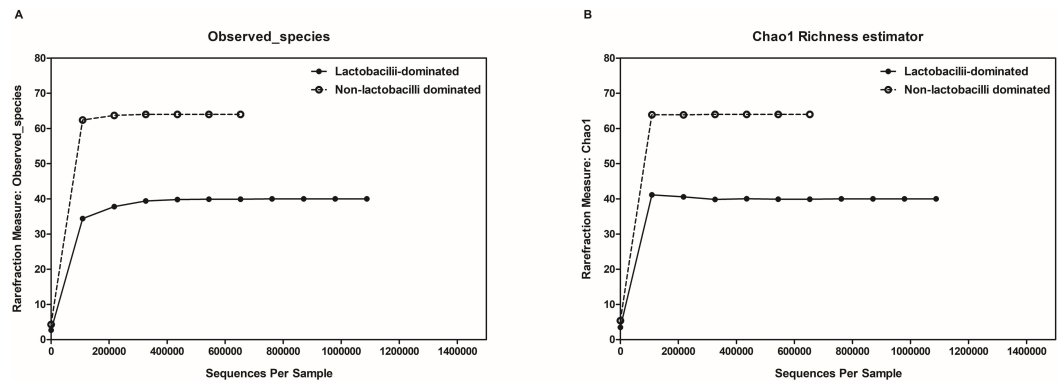 A
Observed_species
Rarefraction Measure: Observed_species
80
70
60
50
40
30
20
10
0
Lactobacilii-dominated
Non-lactobacilli dominated
0 200000 400000 600000 800000 1000000 1200000 1400000
Sequences Per Sample
B
Chao1 Richness estimator
Rarefraction Measure: Chao1
80
70
60
50
40
30
20
10
0
Lactobacilii-dominated
Non-lactobacilli dominated
0 200000 400000 600000 800000 1000000 1200000 1400000
Sequences Per Sample